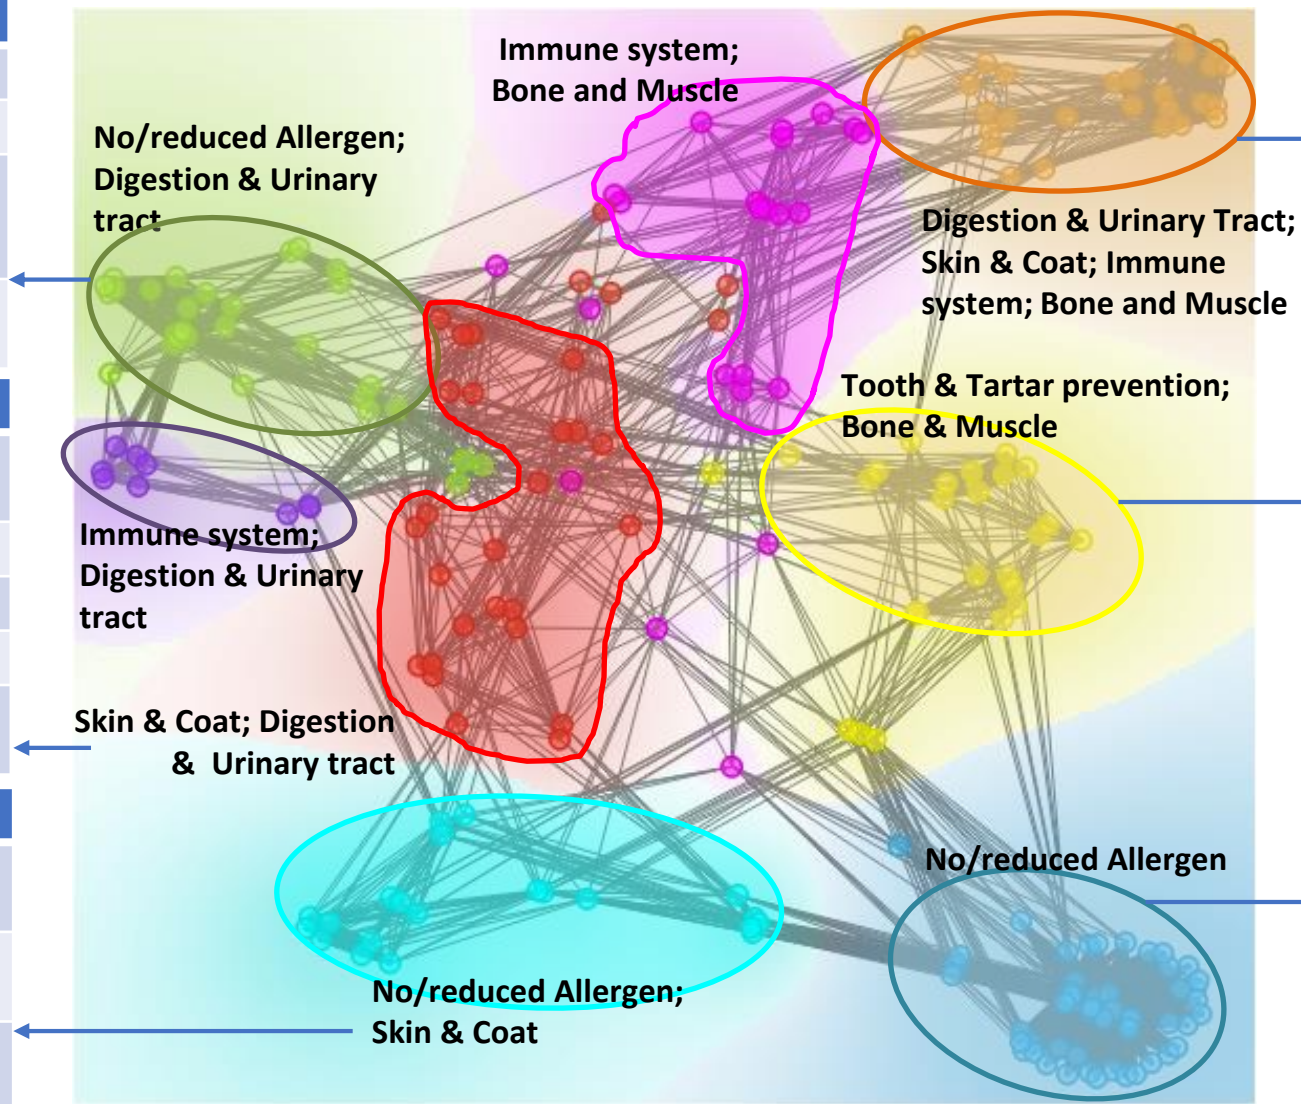 Immune system;
Bone and Muscle
No/reduced Allergen;
Digestion & Urinary
tract
Digestion & Urinary Tract;
Skin & Coat; Immune
system; Bone and Muscle
Tooth & Tartar prevention;
Bone & Muscle
Immune system;
Digestion & Urinary
tract
Skin & Coat; Digestion
& Urinary tract
No/reduced Allergen
No/reduced Allergen;
Skin & Coat